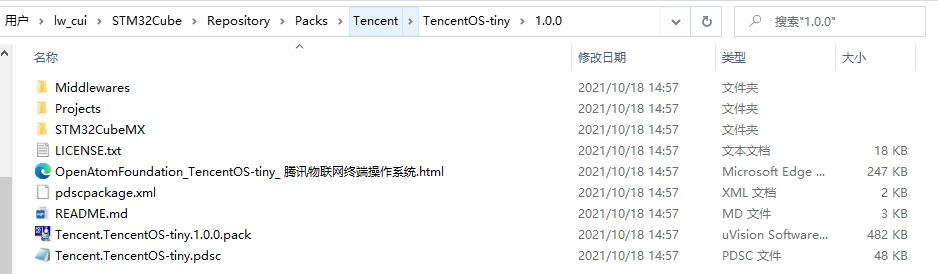 用户 › lw_cui › STM32Cube › Repository › Packs › Tencent › TencentOS-tiny › 1.0.0 搜索"1.0.0"
名称 修改日期 类型 大小
Middlewares 2021/10/18 14:57 文件夹
Projects 2021/10/18 14:57 文件夹
STM32CubeMX 2021/10/18 14:57 文件夹
LICENSE.txt 2021/10/18 14:57 文本文档 18 KB
OpenAtomFoundation_TencentOS-tiny_ 腾讯物联网终端操作系统.html 2021/10/18 14:57 Microsoft Edge ... 247 KB
pdscpackage.xml 2021/10/18 14:57 XML 文档 2 KB
README.md 2021/10/18 14:57 MD 文件 3 KB
Tencent.TencentOS-tiny.1.0.0.pack 2021/10/18 14:57 uVision Software... 482 KB
Tencent.TencentOS-tiny.pdsc 2021/10/18 14:57 PDSC 文件 48 KB